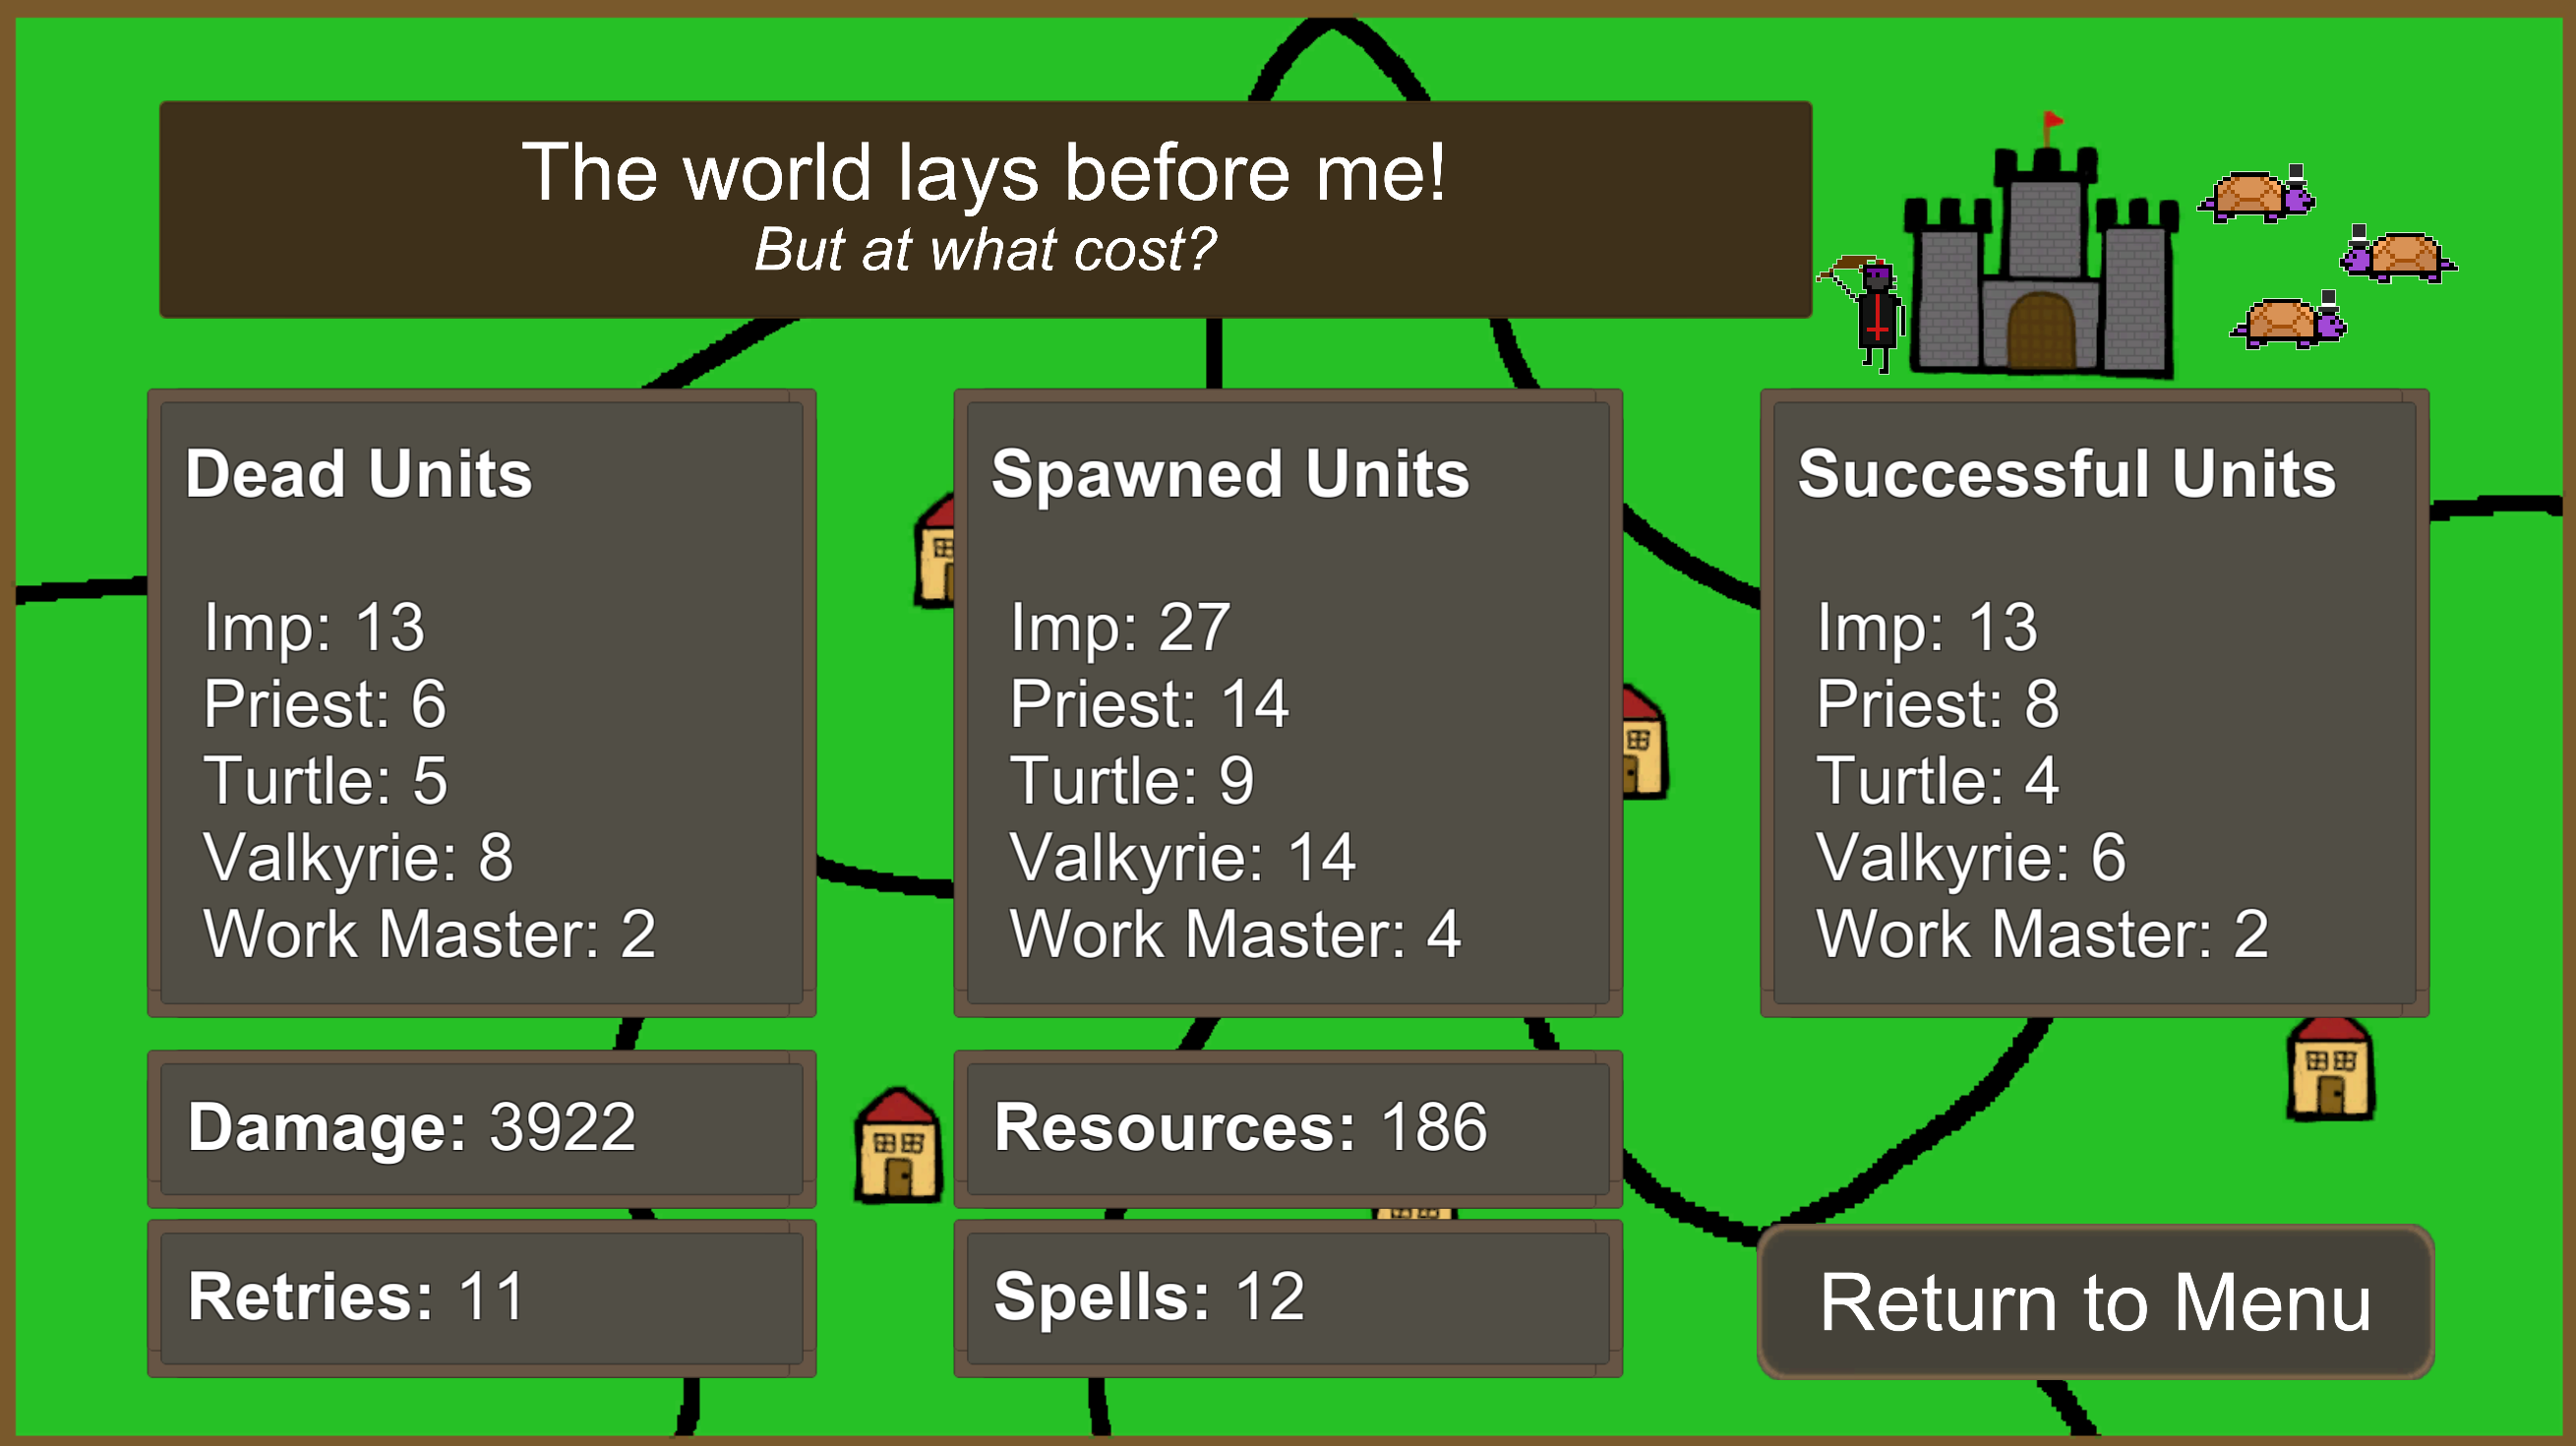 The world lays before me!
But at what cost?
Dead Units
Imp: 13
Priest: 6
Turtle: 5
Valkyrie: 8
Work Master: 2
Spawned Units
Imp: 27
Priest: 14
Turtle: 9
Valkyrie: 14
Work Master: 4
Successful Units
Imp: 13
Priest: 8
Turtle: 4
Valkyrie: 6
Work Master: 2
Damage: 3922
Resources: 186
Retries: 11
Spells: 12
Return to Menu